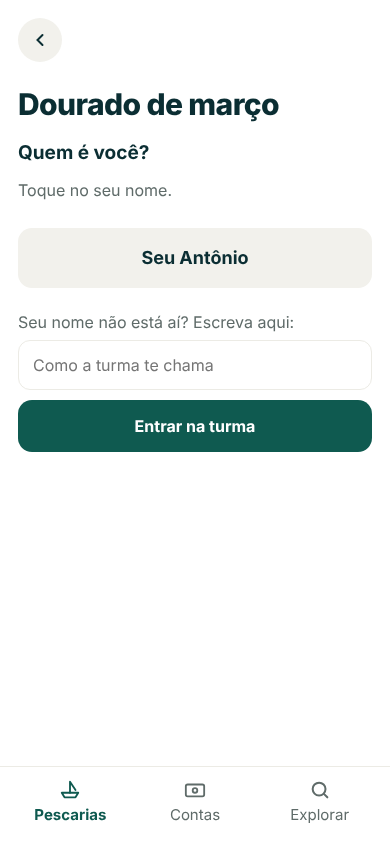 Dourado de março
Quem é você?
Toque no seu nome.
Seu Antônio
Seu nome não está aí? Escreva aqui:
Como a turma te chama
Entrar na turma
Pescarias
Contas
Explorar